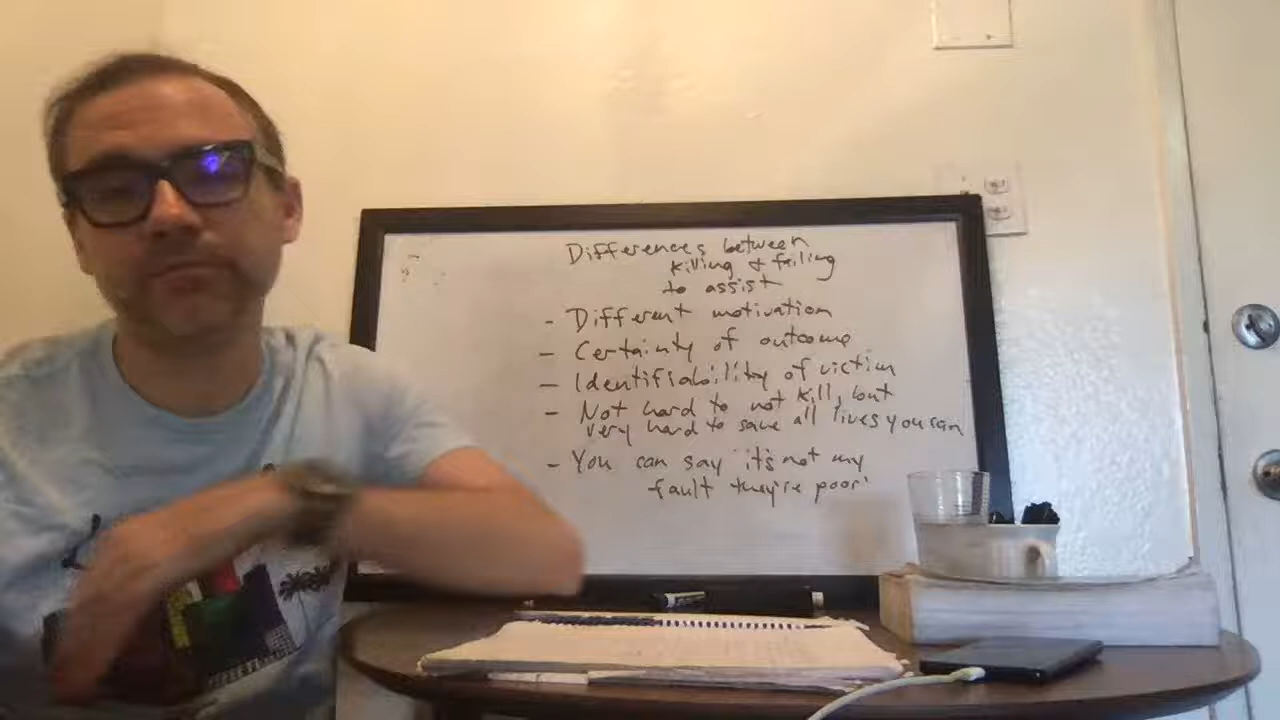 Differences between
killing & failing
to assist
- Different motivation
- Certainty of outcome
- Identifiability of victim
- Not hard to not kill, but
very hard to save all lives you can
- You can say 'it's not my
fault they're poor'